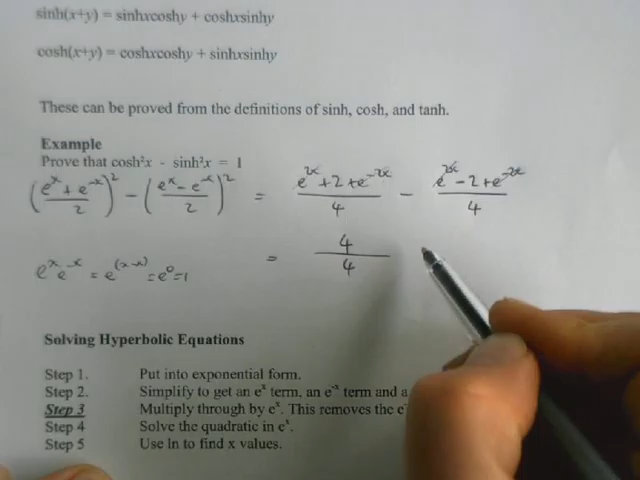 sinh(x+y) = sinhxcoshy + coshxsinhy
cosh(x+y) = coshxcoshy + sinhxsinhy
These can be proved from the definitions of sinh, cosh, and tanh.
Example
Prove that cosh²x - sinh²x = 1
((eˣ + e⁻ˣ)/2)² - ((eˣ - e⁻ˣ)/2)² = (e²ˣ + 2 + e⁻²ˣ)/4 - (e²ˣ - 2 + e⁻²ˣ)/4
eˣe⁻ˣ = e⁽ˣ⁻ˣ⁾ = e⁰ = 1 = 4/4
Solving Hyperbolic Equations
Step 1. Put into exponential form.
Step 2. Simplify to get an eˣ term, an e⁻ˣ term and a
Step 3 Multiply through by eˣ. This removes the e
Step 4 Solve the quadratic in eˣ.
Step 5 Use ln to find x values.